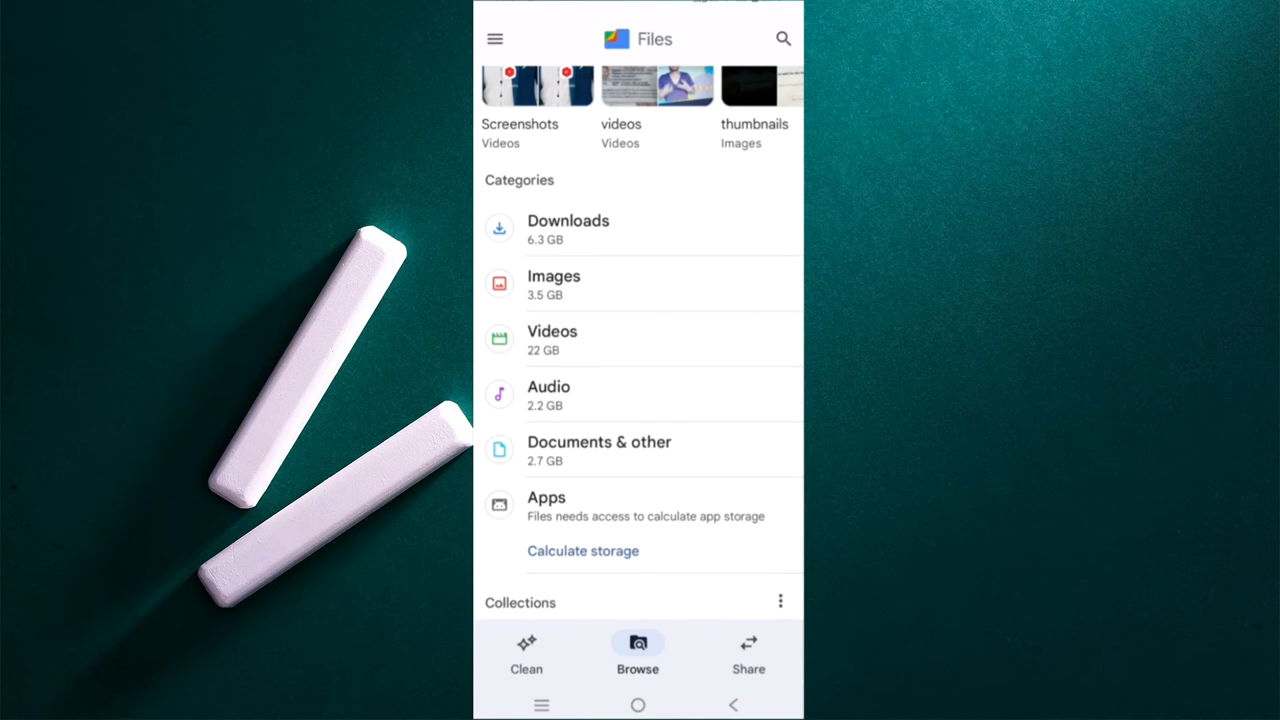 Files
Screenshots videos thumbnails
Videos Videos Images
Categories
Downloads
6.3 GB
Images
3.5 GB
Videos
22 GB
Audio
2.2 GB
Documents & other
2.7 GB
Apps
Files needs access to calculate app storage
Calculate storage
Collections
Clean Browse Share